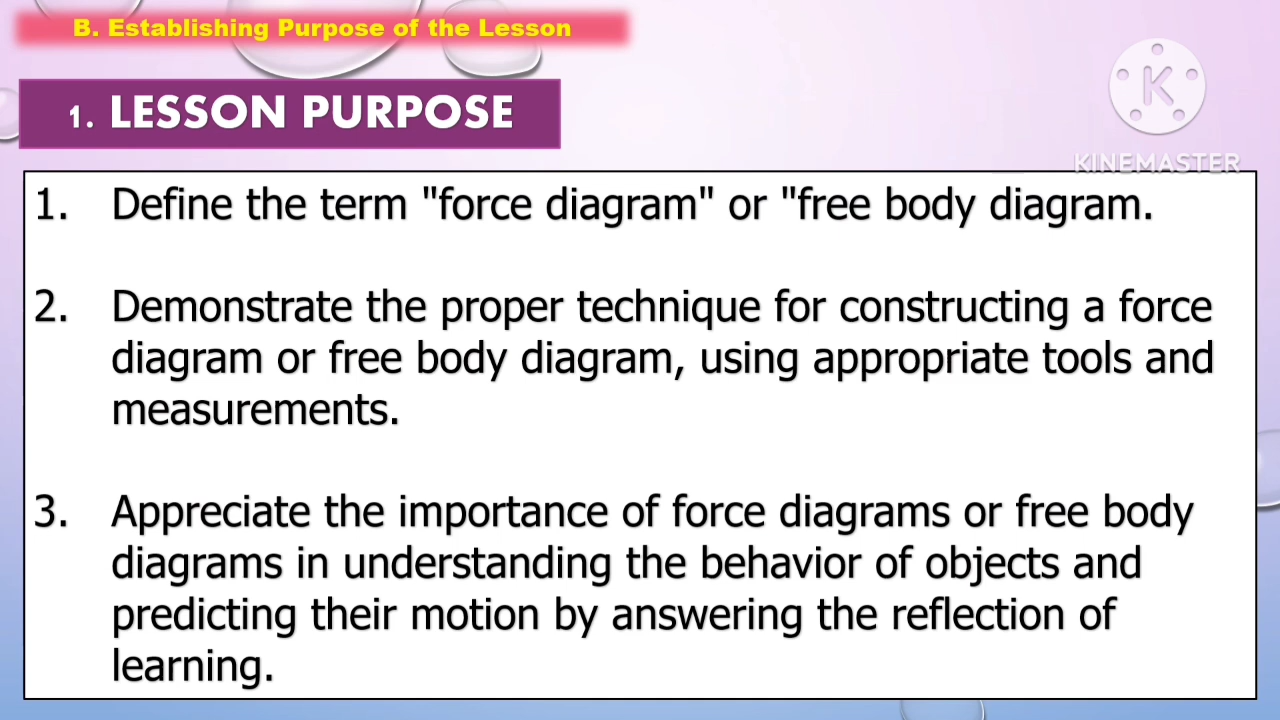 B. Establishing Purpose of the Lesson
1. LESSON PURPOSE
K
KINEMASTER
1. Define the term "force diagram" or "free body diagram.
2. Demonstrate the proper technique for constructing a force
diagram or free body diagram, using appropriate tools and
measurements.
3. Appreciate the importance of force diagrams or free body
diagrams in understanding the behavior of objects and
predicting their motion by answering the reflection of
learning.